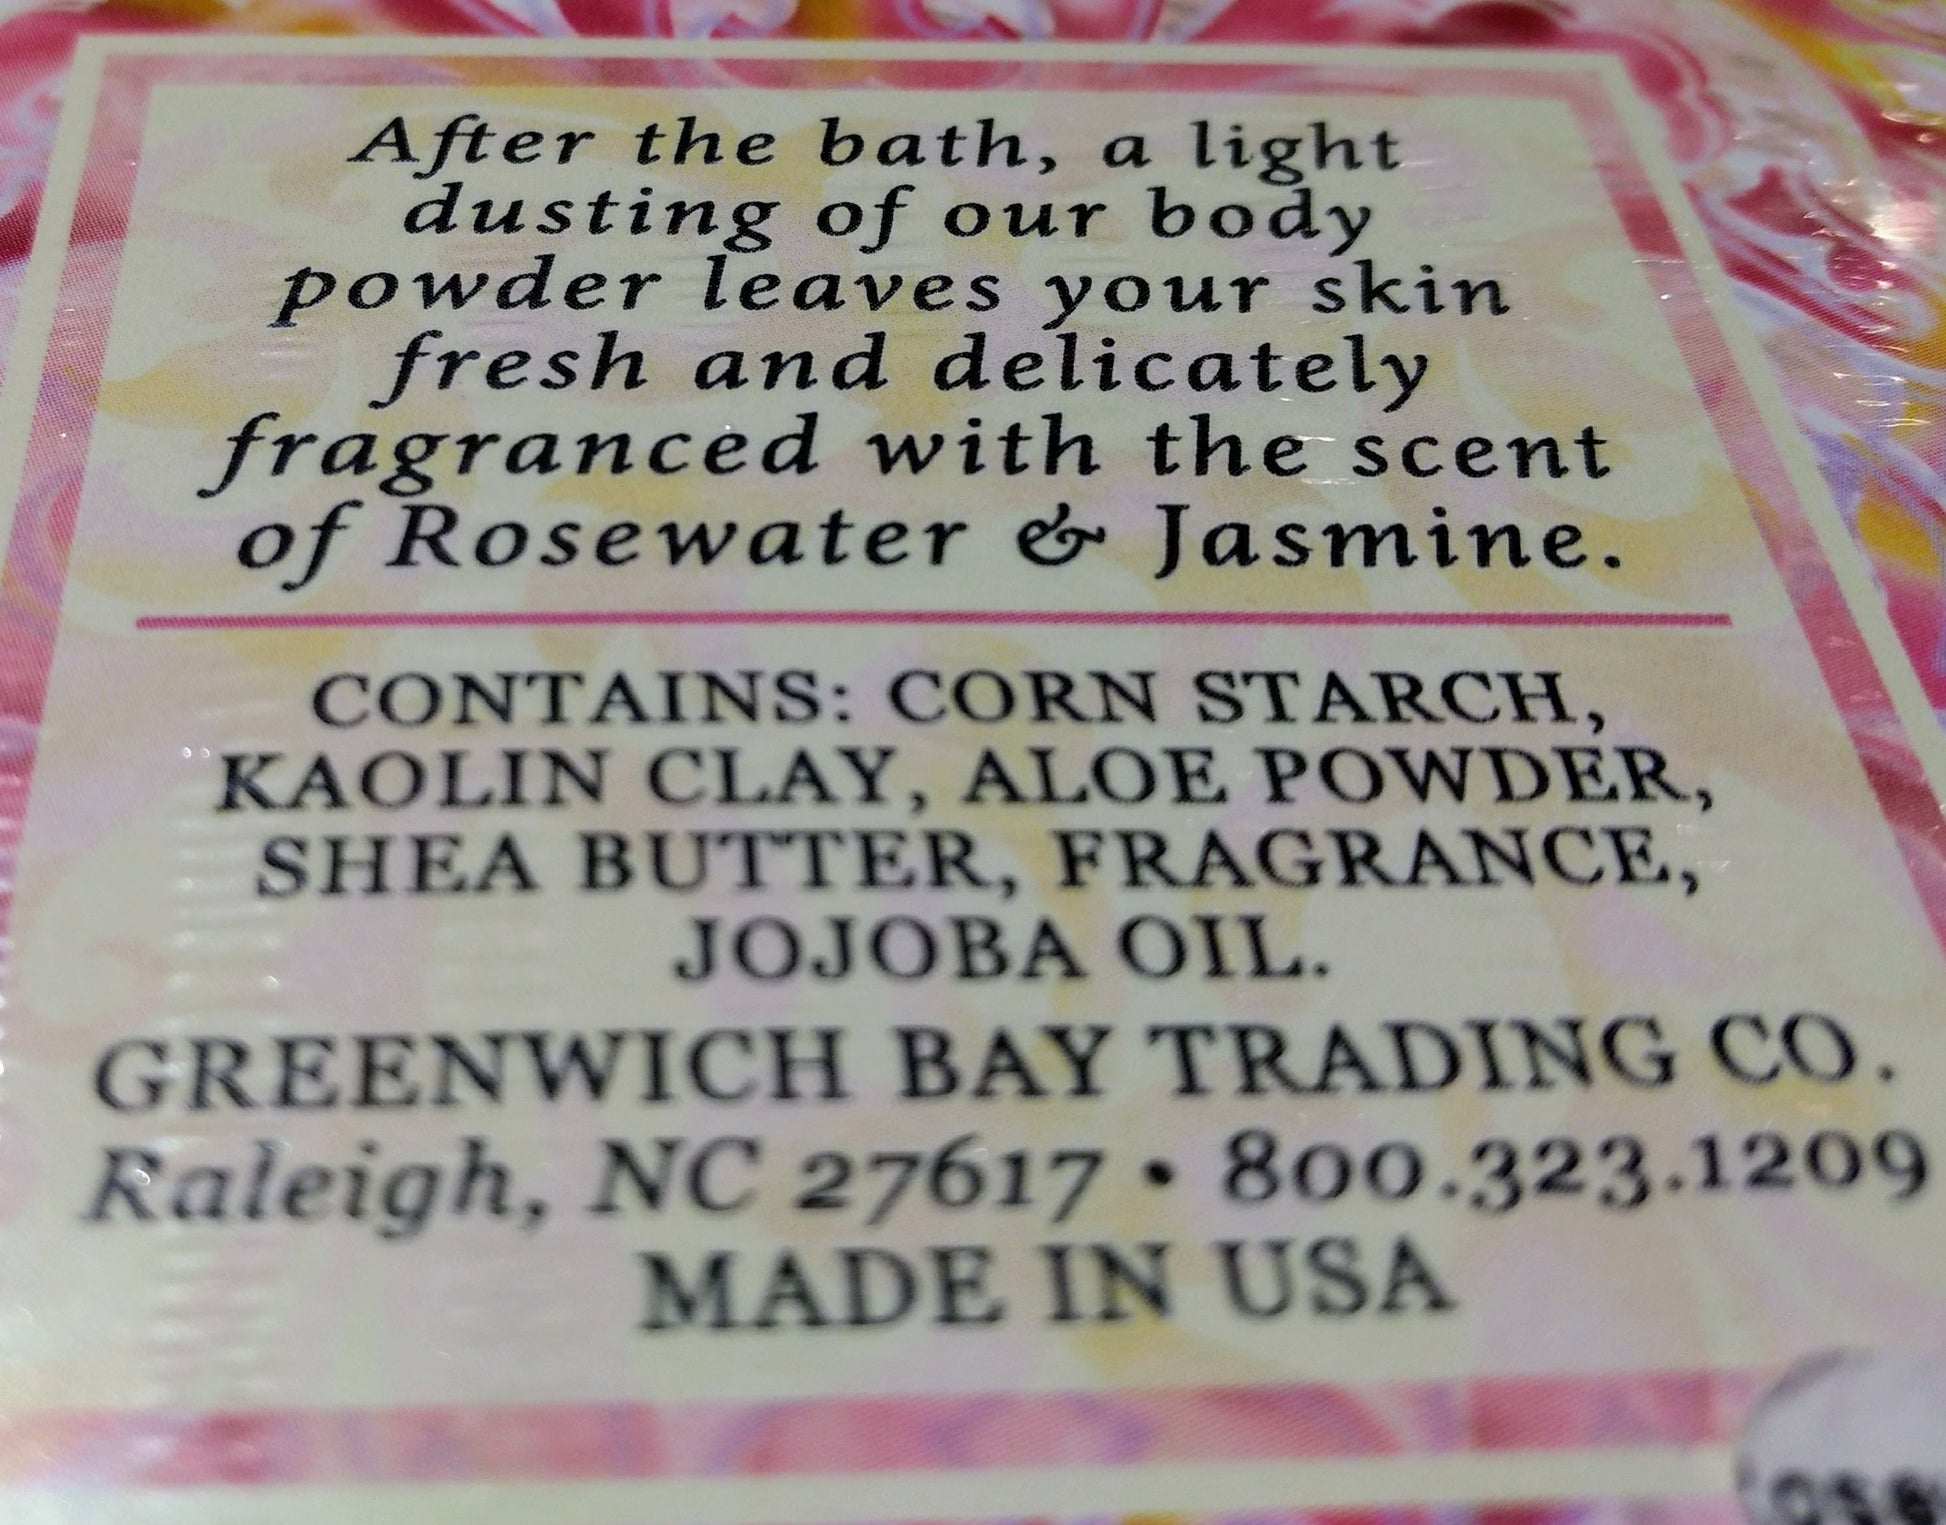 After the bath, a light
dusting of our body
powder leaves your skin
fresh and delicately
fragranced with the scent
of Rosewater & Jasmine.
CONTAINS: CORN STARCH,
KAOLIN CLAY, ALOE POWDER,
SHEA BUTTER, FRAGRANCE,
JOJOBA OIL.
GREENWICH BAY TRADING CO.
Raleigh, NC 27617 • 800.323.1209
MADE IN USA